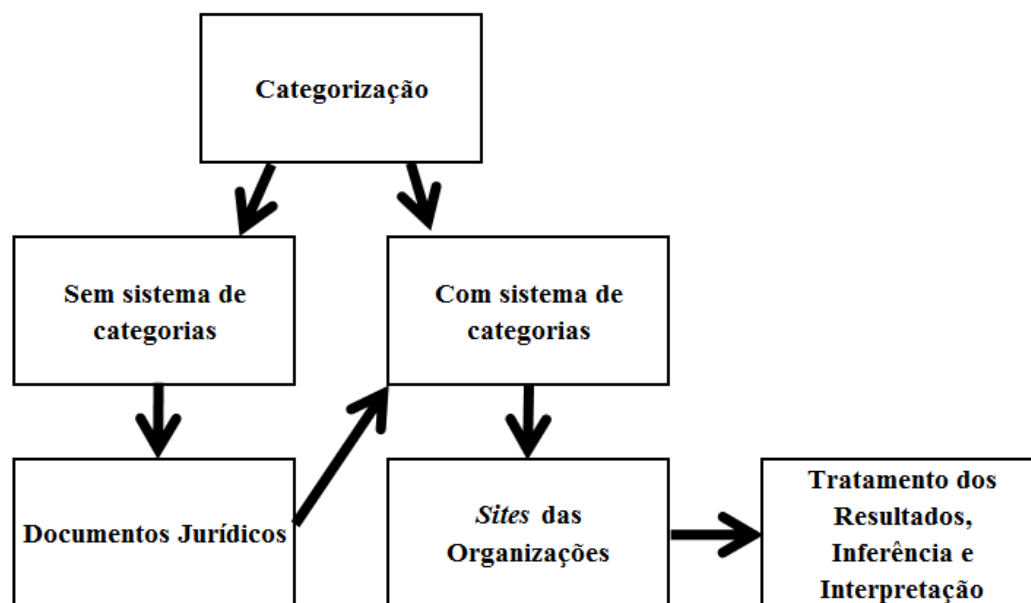 Categorização
Sem sistema de
categorias
Com sistema de
categorias
Documentos Jurídicos
Sites das
Organizações
Tratamento dos
Resultados,
Inferência e
Interpretação